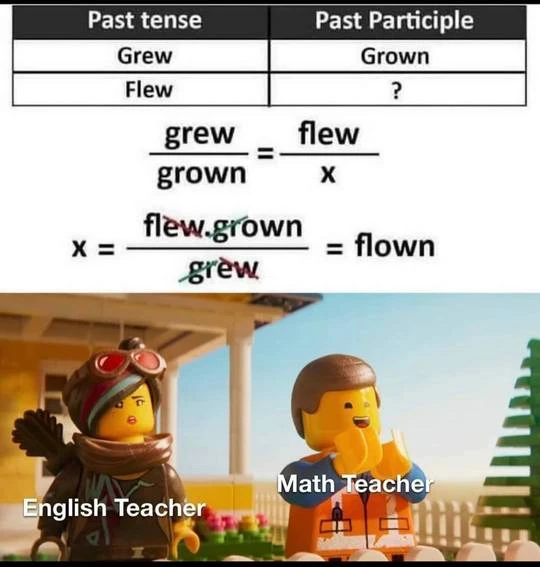 Past tense Past Participle
Grew Grown
Flew ?
grew = flew
grown x
x = flew.grown = flown
grew
Math Teacher
English Teacher